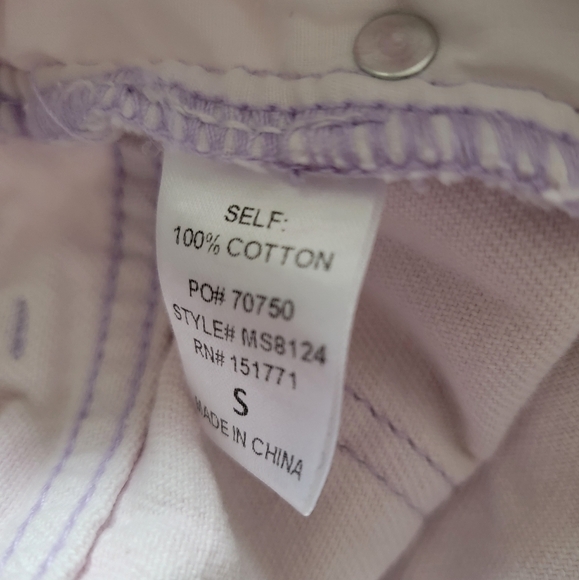 SELF:
100% COTTON
PO# 70750
STYLE# MS8124
RN# 151771
S
MADE IN CHINA